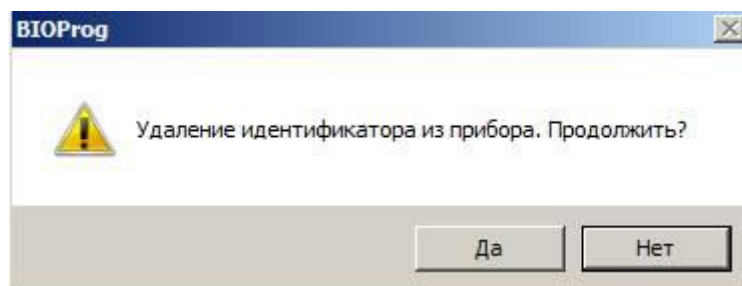 BIOProg
Удаление идентификатора из прибора. Продолжить?
Да
Нет